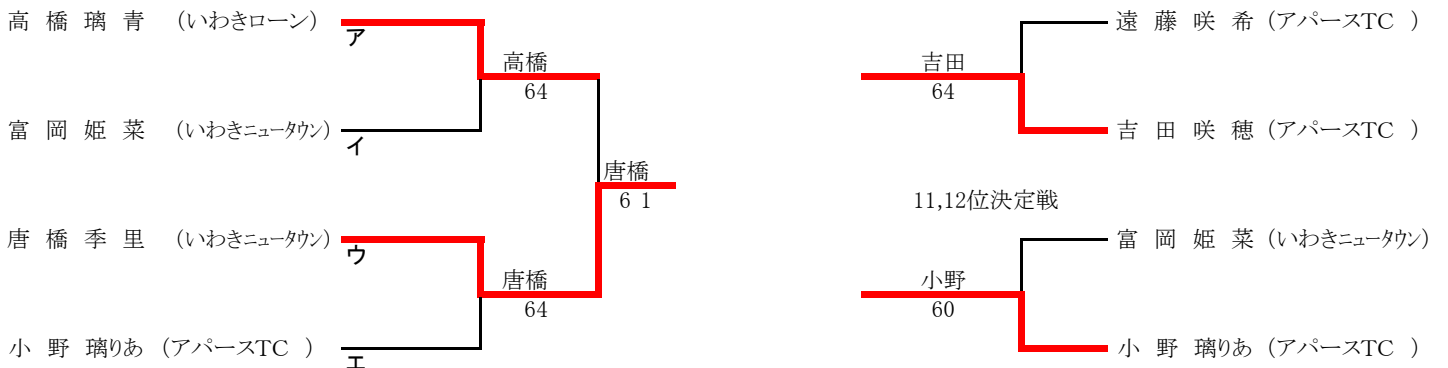 高橋璃青 (いわきローン)
ア
高橋
64
富岡姫菜 (いわきニュータウン)
イ
唐橋
6 1
唐橋季里 (いわきニュータウン)
ウ
唐橋
64
小野璃りあ (アパースTC )
エ
遠藤咲希 (アパースTC )
吉田
64
吉田咲穂 (アパースTC )
11,12位決定戦
富岡姫菜 (いわきニュータウン)
小野
60
小野璃りあ (アパースTC )